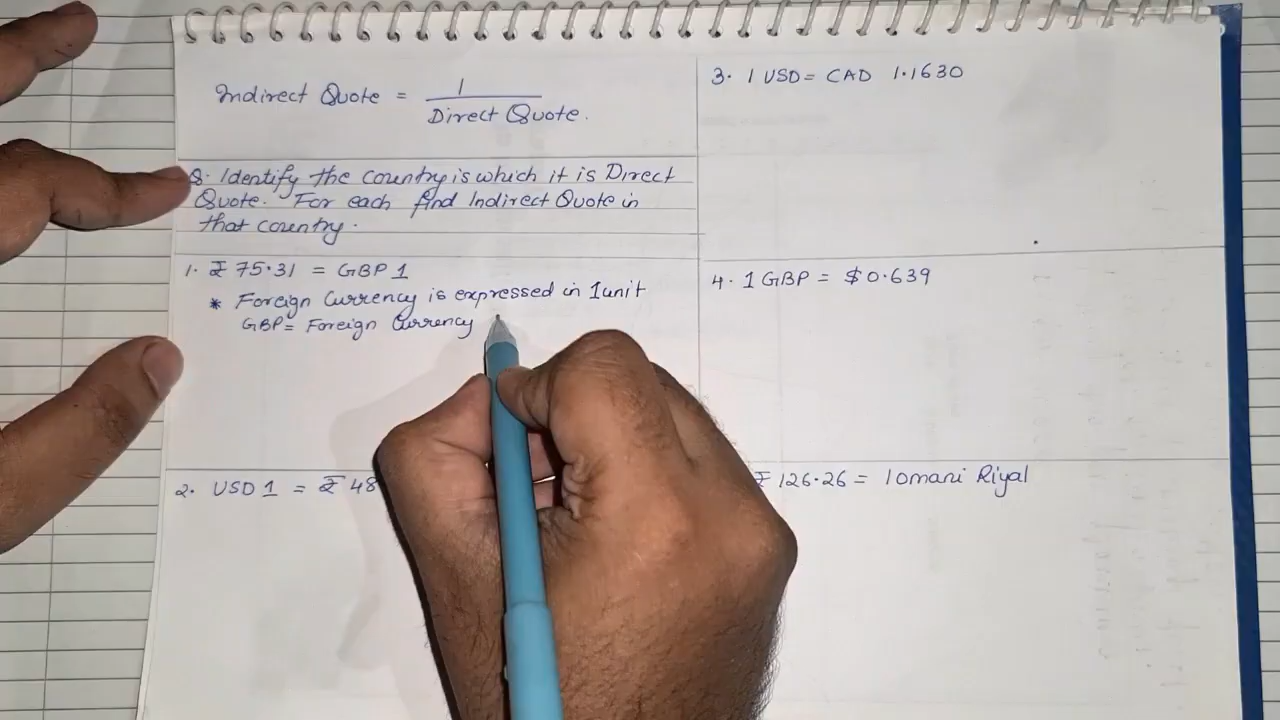 Indirect Quote = 1 / Direct Quote.
Q. Identify the country is which it is Direct
Quote. For each find Indirect Quote in
that country.
1. ₹ 75.31 = GBP 1
* Foreign Currency is expressed in 1 unit
GBP = Foreign Currency
2. USD 1 = ₹ 48
3. 1 USD = CAD 1.1630
4. 1 GBP = $ 0.639
₹ 126.26 = 1 omani Riyal